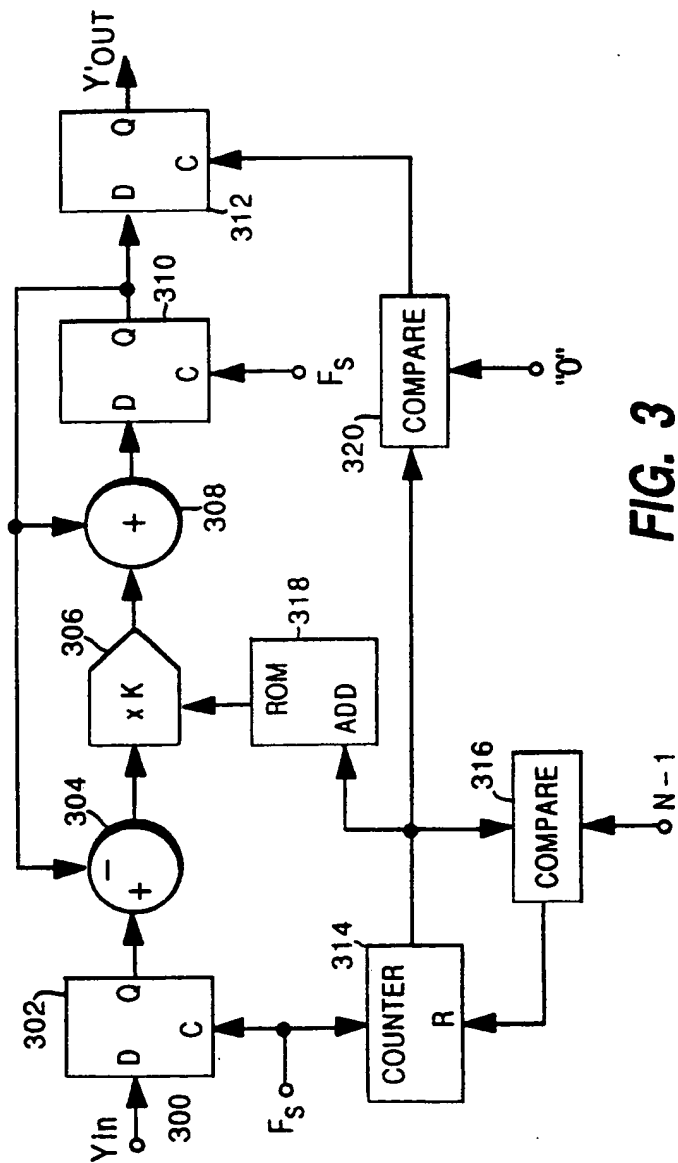 Yin
300
302
D
Q
C
FS
304
+
−
306
x K
308
+
310
D
Q
C
FS
312
D
Q
C
Y'OUT
314
COUNTER
R
316
COMPARE
N - 1
318
ROM
ADD
320
COMPARE
"0"
FIG. 3